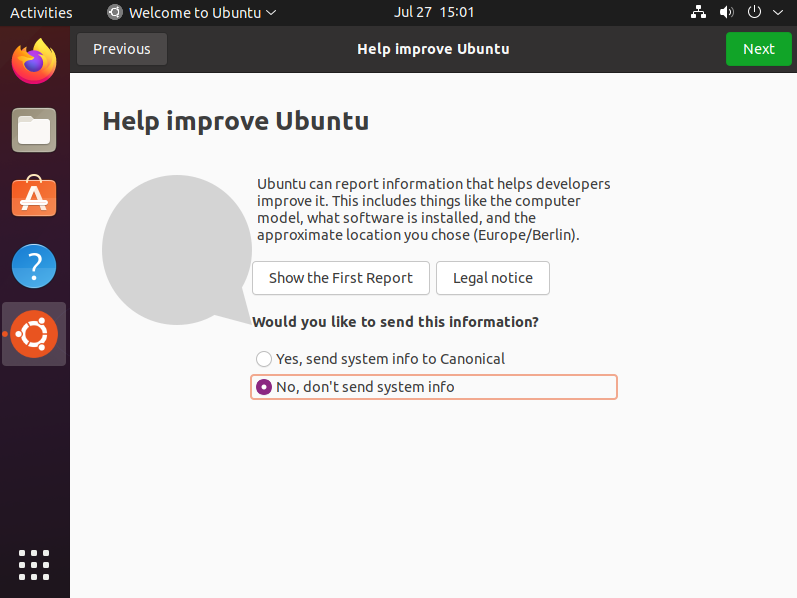 Activities Welcome to Ubuntu Jul 27 15:01
Previous Help improve Ubuntu Next
Help improve Ubuntu
Ubuntu can report information that helps developers
improve it. This includes things like the computer
model, what software is installed, and the
approximate location you chose (Europe/Berlin).
Show the First Report Legal notice
Would you like to send this information?
Yes, send system info to Canonical
No, don't send system info